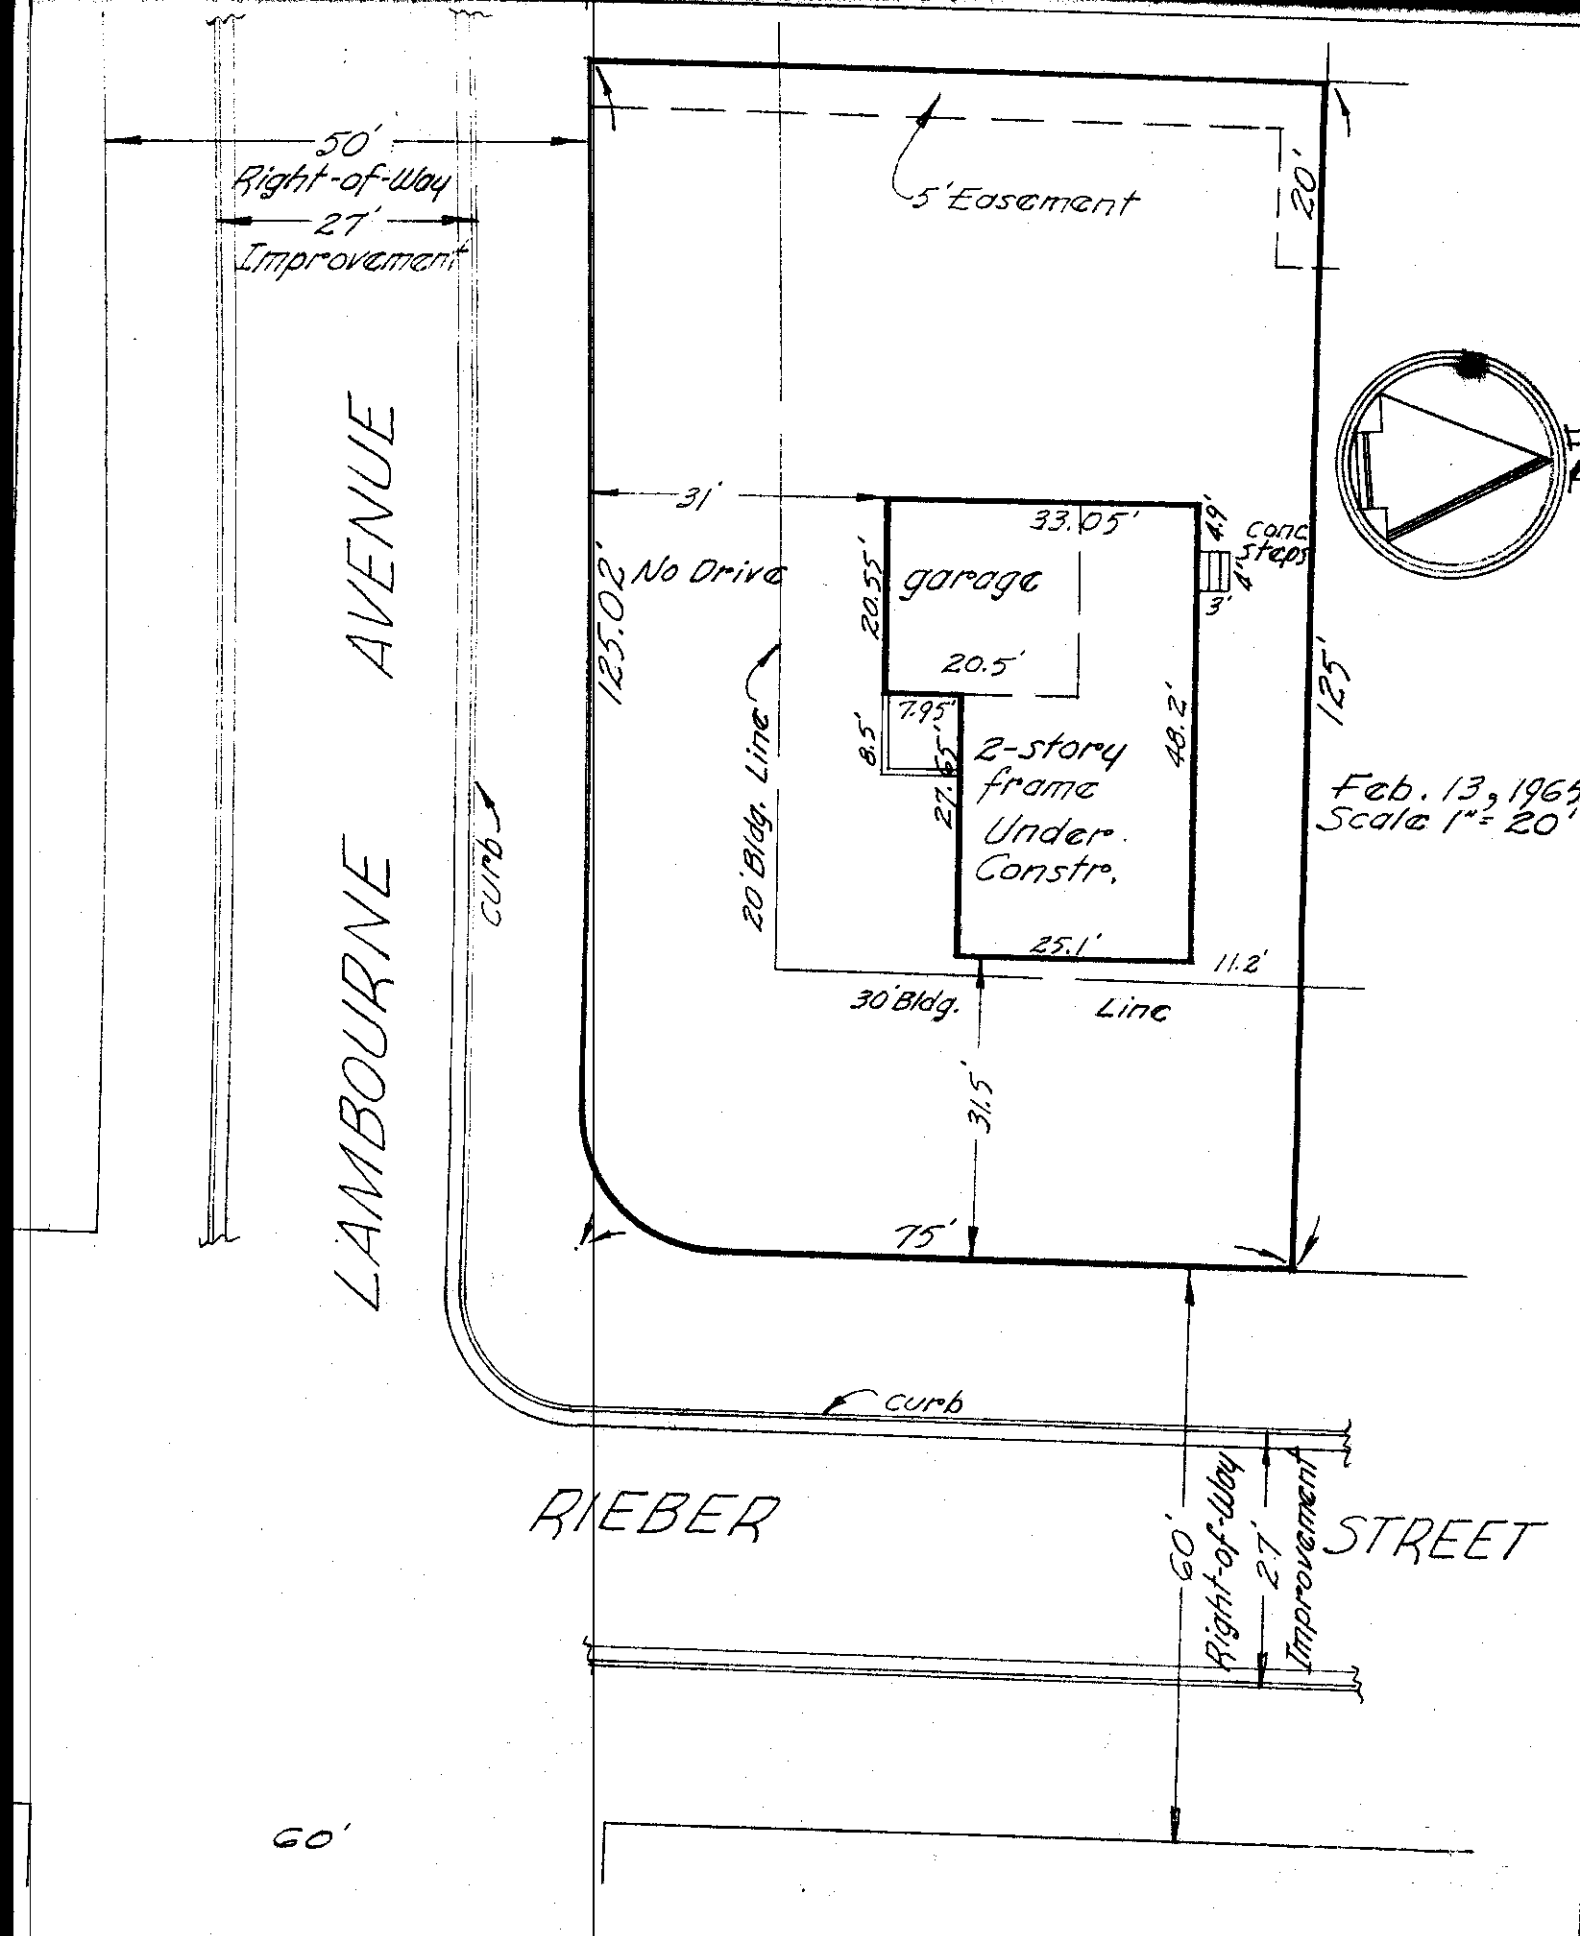 50'
Right-of-Way
27'
Improvement
5' Easement
20'
LAMBOURNE AVENUE
curb
31'
No Drive
125.02'
20' Bldg. Line
33.05'
garage
20.55'
20.5'
4.9'
conc
steps
4'
3'
7.95'
8.5'
27.65'
48.2'
2-story
frame
Under
Constr.
125'
Feb. 13, 1965
Scale 1" = 20'
25.1'
11.2'
30' Bldg. Line
31.5'
75'
curb
RIEBER STREET
60'
Right-of-Way
27'
Improvement
60'